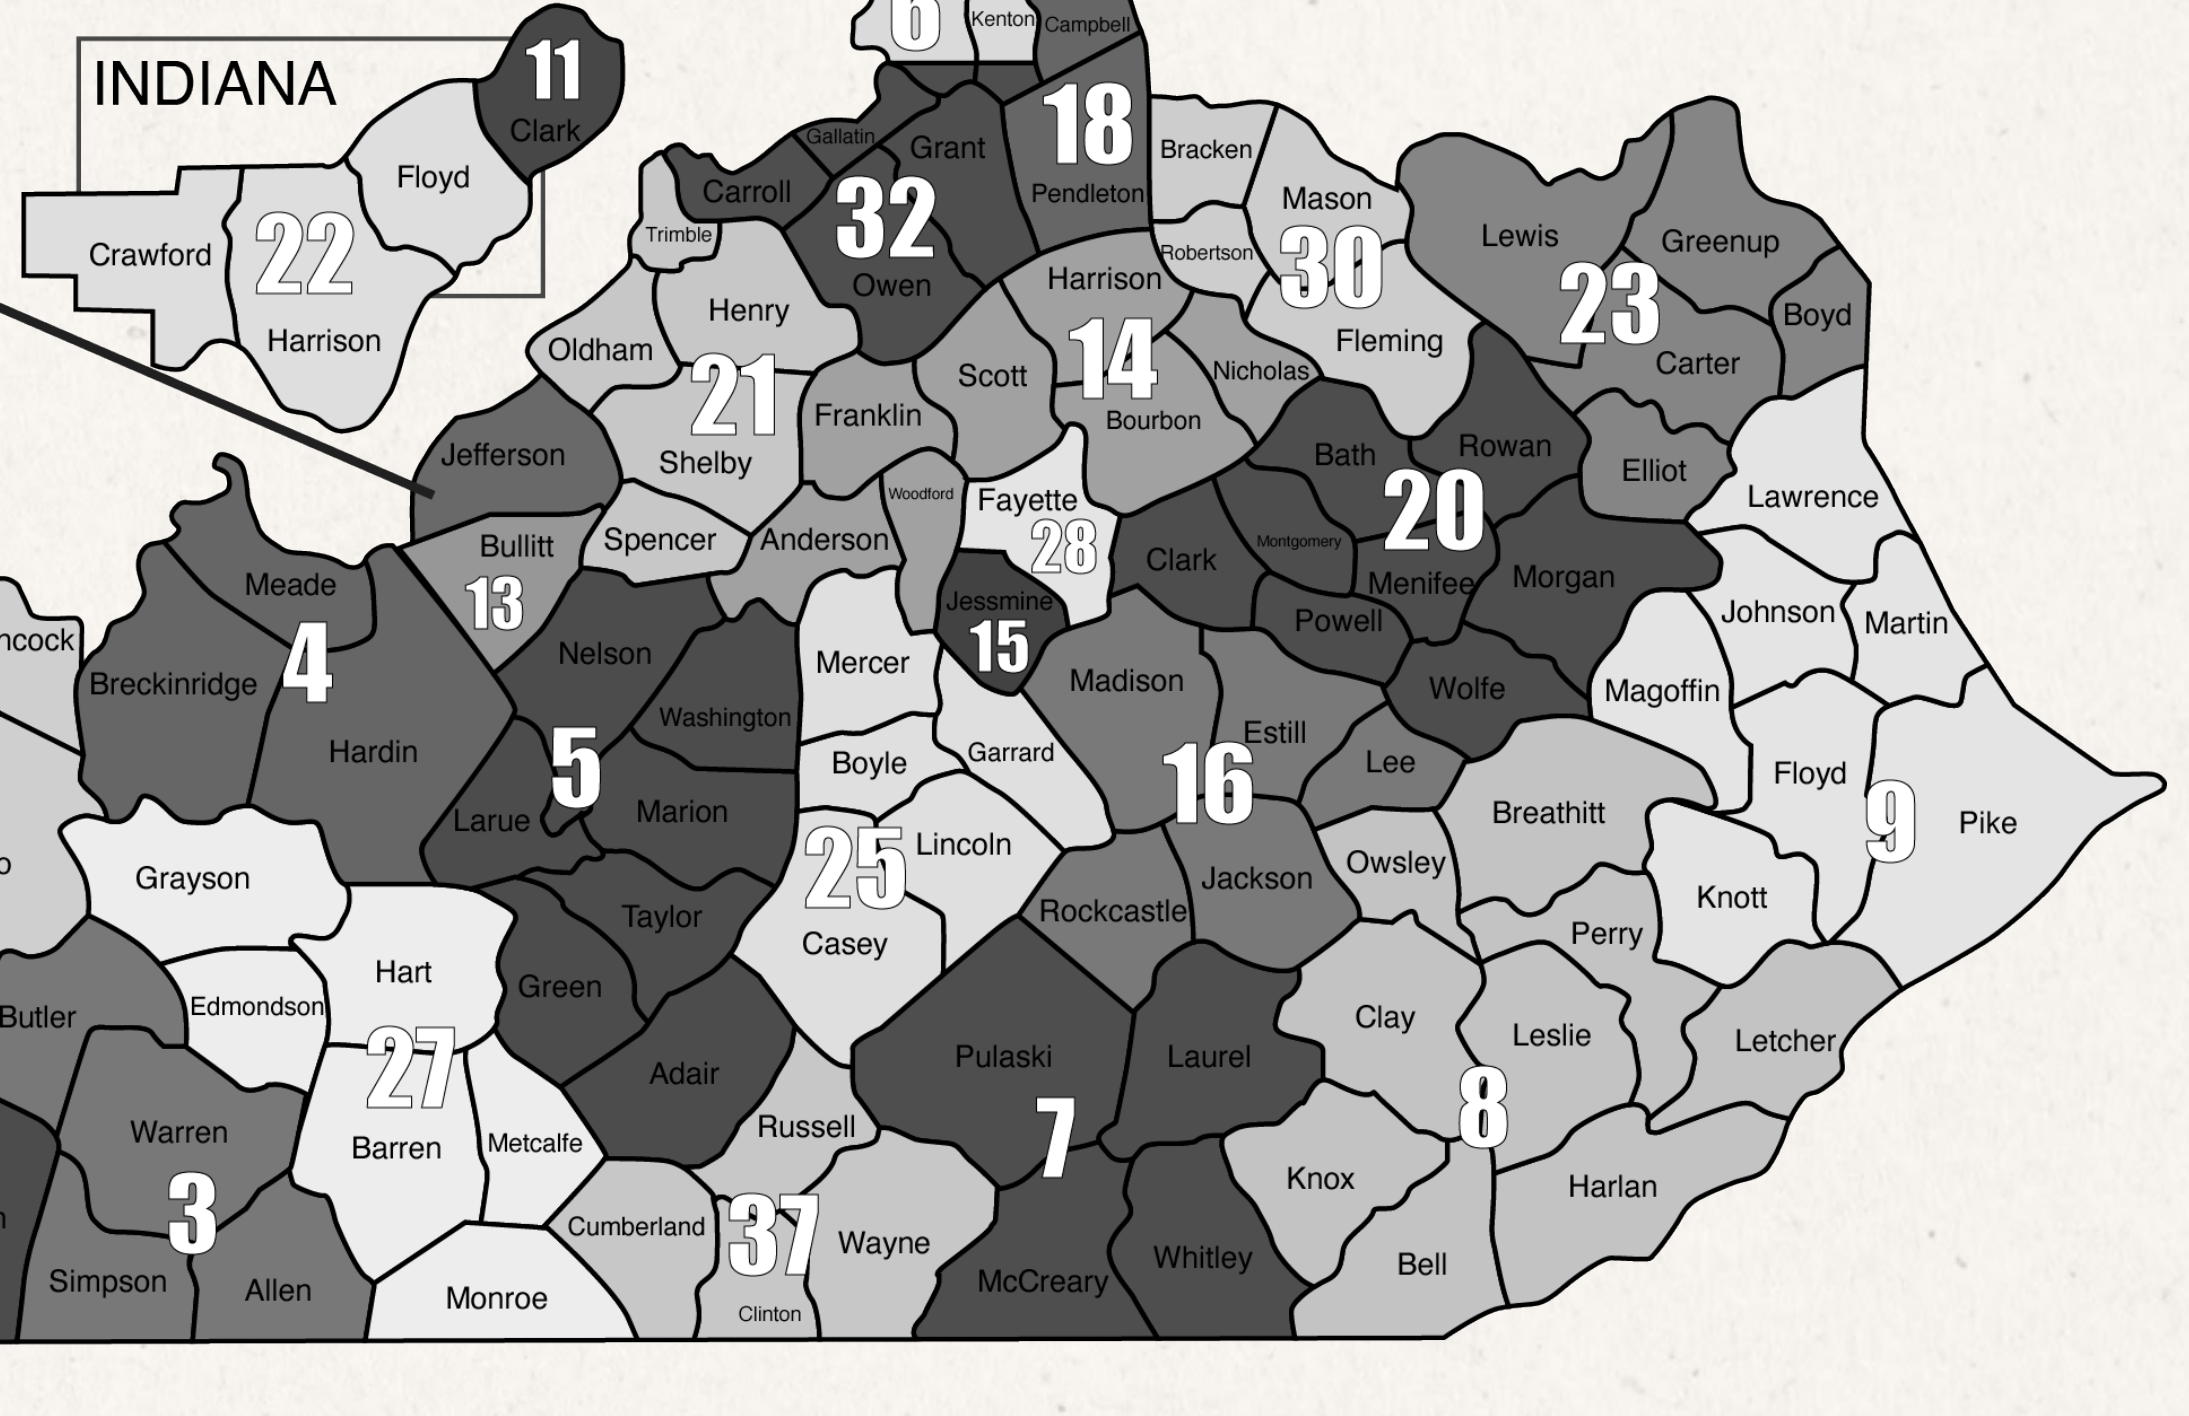 6
Kenton
Campbell
INDIANA
11
Clark
Floyd
Crawford
22
Harrison
18
Pendleton
Gallatin
Grant
Carroll
32
Owen
Bracken
Mason
Robertson
30
Fleming
Lewis
Greenup
23
Boyd
Carter
Trimble
Henry
Oldham
21
Shelby
Harrison
14
Scott
Nicholas
Bourbon
Franklin
Jefferson
Bath
Rowan
20
Elliot
Lawrence
Woodford
Fayette
28
Spencer
Anderson
Bullitt
13
Clark
Montgomery
Menifee
Morgan
Meade
Jessmine
15
Powell
Johnson
Martin
Nelson
Mercer
Madison
Breckinridge
4
Wolfe
Magoffin
Washington
Hardin
5
Boyle
Garrard
Estill
16
Lee
Floyd
9
Pike
Breathitt
Larue
Marion
25
Lincoln
Owsley
Grayson
Jackson
Knott
Rockcastle
Taylor
Casey
Perry
Hart
Green
Edmondson
Butler
Clay
Leslie
Letcher
27
Adair
Pulaski
Laurel
8
Warren
Barren
Metcalfe
Russell
7
Knox
Harlan
3
Cumberland
37
Wayne
Whitley
Bell
Simpson
Allen
Monroe
Clinton
McCreary